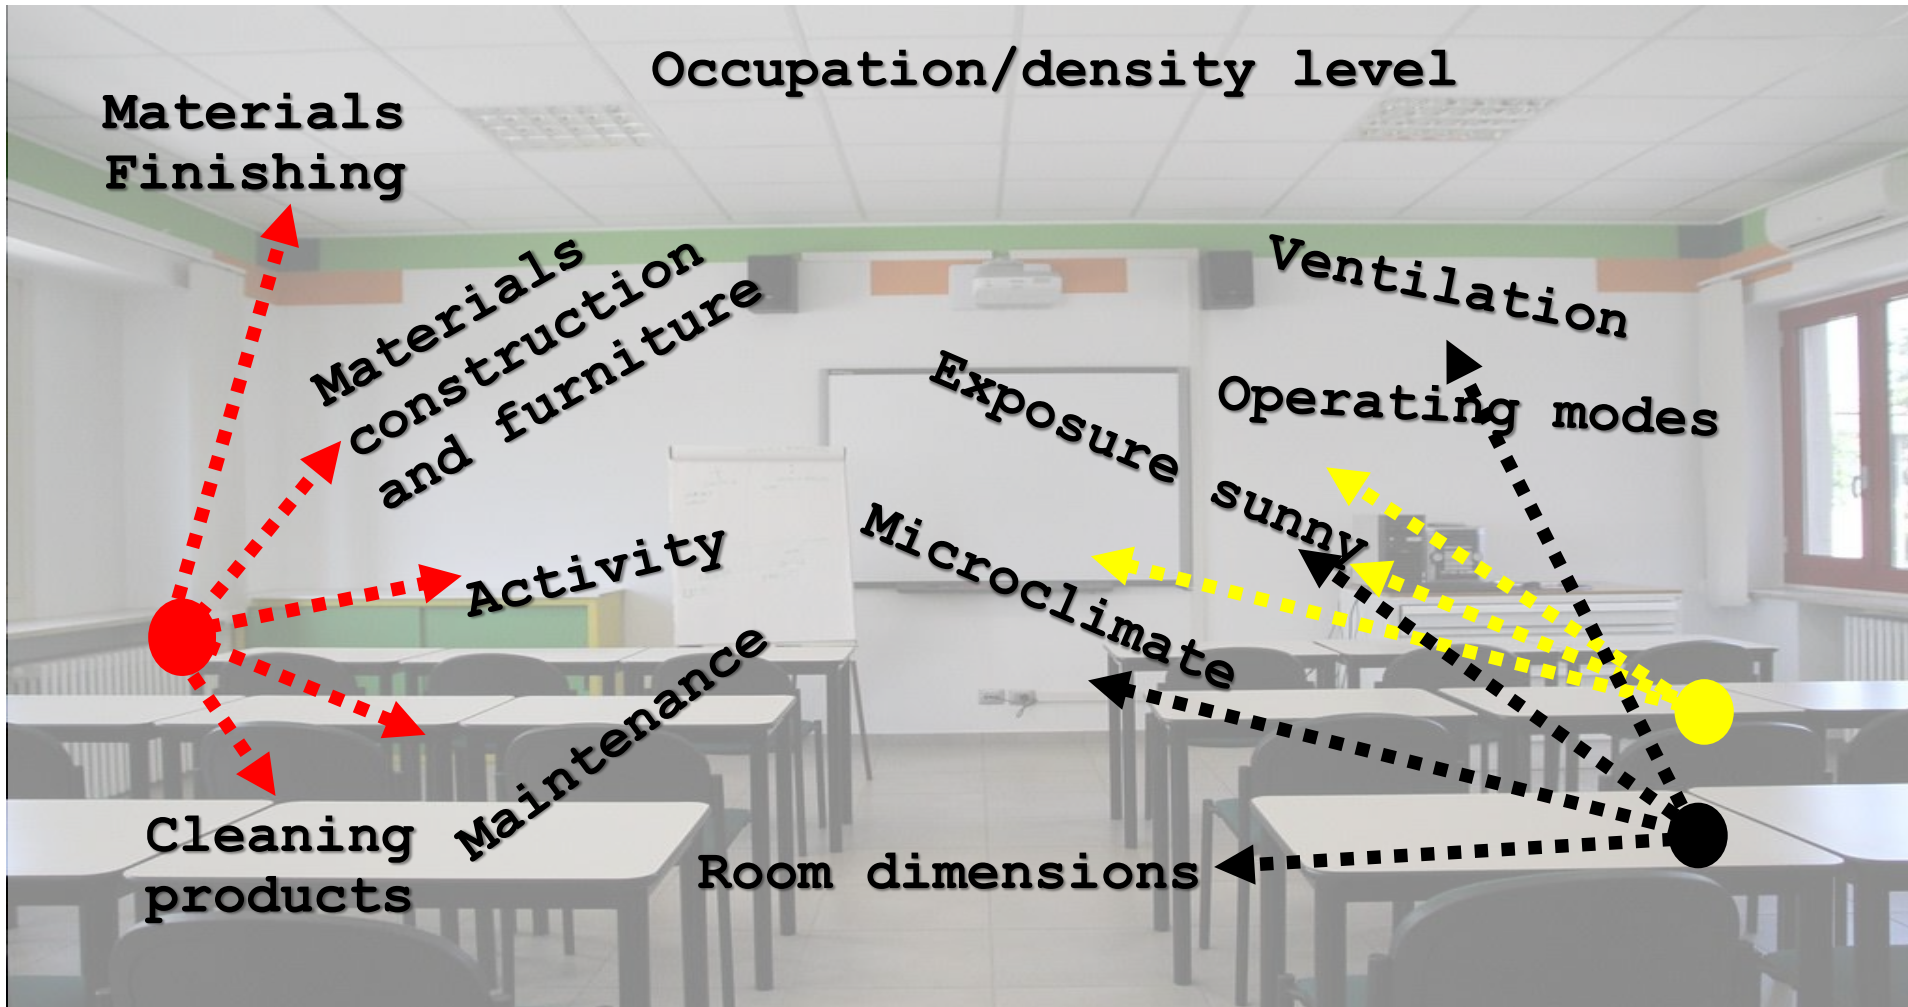 Occupation/density level
Materials
Finishing
Materials
construction
and furniture
Ventilation
Operating modes
Exposure sunny
Microclimate
Activity
Maintenance
Cleaning
products
Room dimensions